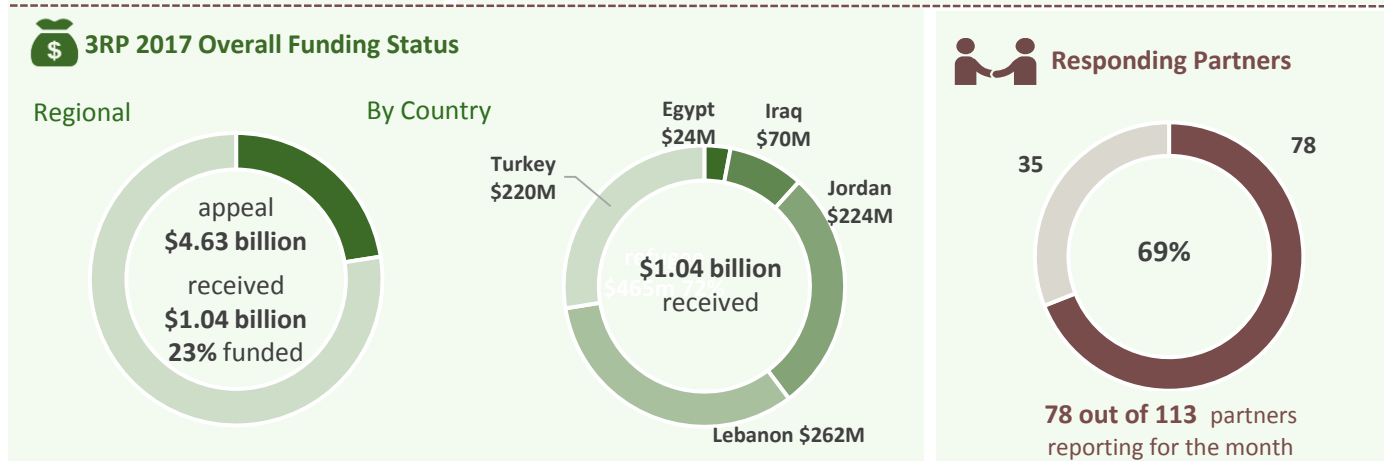 $ 3RP 2017 Overall Funding Status
Regional
appeal
$4.63 billion
received
$1.04 billion
23% funded
By Country
Egypt
$24M
Iraq
$70M
Jordan
$224M
Lebanon $262M
Turkey
$220M
$1.04 billion
received
$465m 72%
Responding Partners
35
78
69%
78 out of 113 partners
reporting for the month